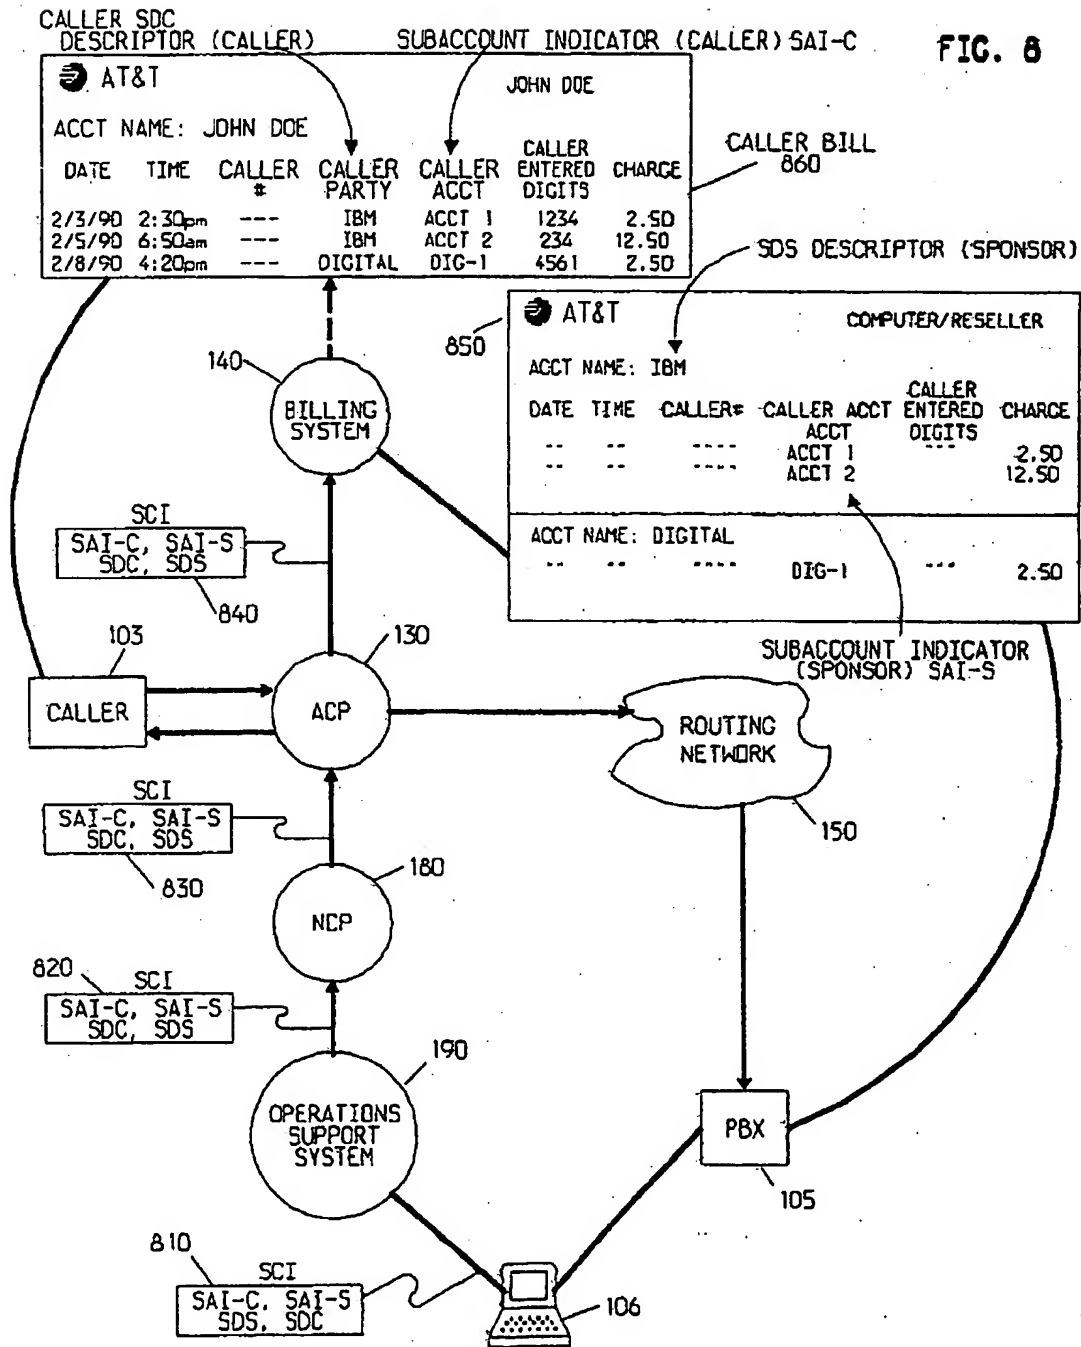 CALLER SDC
DESCRIPTOR (CALLER)
SUBACCOUNT INDICATOR (CALLER) SAI-C
FIG. 8
AT&T
JOHN DOE
ACCT NAME: JOHN DOE
DATE TIME CALLER # CALLER PARTY CALLER ACCT CALLER ENTERED DIGITS CHARGE
2/3/90 2:30pm --- IBM ACCT 1 1234 2.50
2/5/90 6:50am --- IBM ACCT 2 234 12.50
2/8/90 4:20pm --- DIGITAL DIG-1 4561 2.50
CALLER BILL
860
SDS DESCRIPTOR (SPONSOR)
850
AT&T
COMPUTER/RESELLER
ACCT NAME: IBM
DATE TIME CALLER# CALLER ACCT ACCT CALLER ENTERED DIGITS CHARGE
-- -- ---- ACCT 1 --- 2.50
-- -- ---- ACCT 2 12.50
ACCT NAME: DIGITAL
-- -- ---- DIG-1 --- 2.50
SUBACCOUNT INDICATOR
(SPONSOR) SAI-S
140
BILLING
SYSTEM
SCI
SAI-C, SAI-S
SDC, SDS
840
103
CALLER
130
ACP
ROUTING
NETWORK
150
SCI
SAI-C, SAI-S
SDC, SDS
830
180
NCP
820
SCI
SAI-C, SAI-S
SDC, SDS
190
OPERATIONS
SUPPORT
SYSTEM
PBX
105
810
SCI
SAI-C, SAI-S
SDS, SDC
106